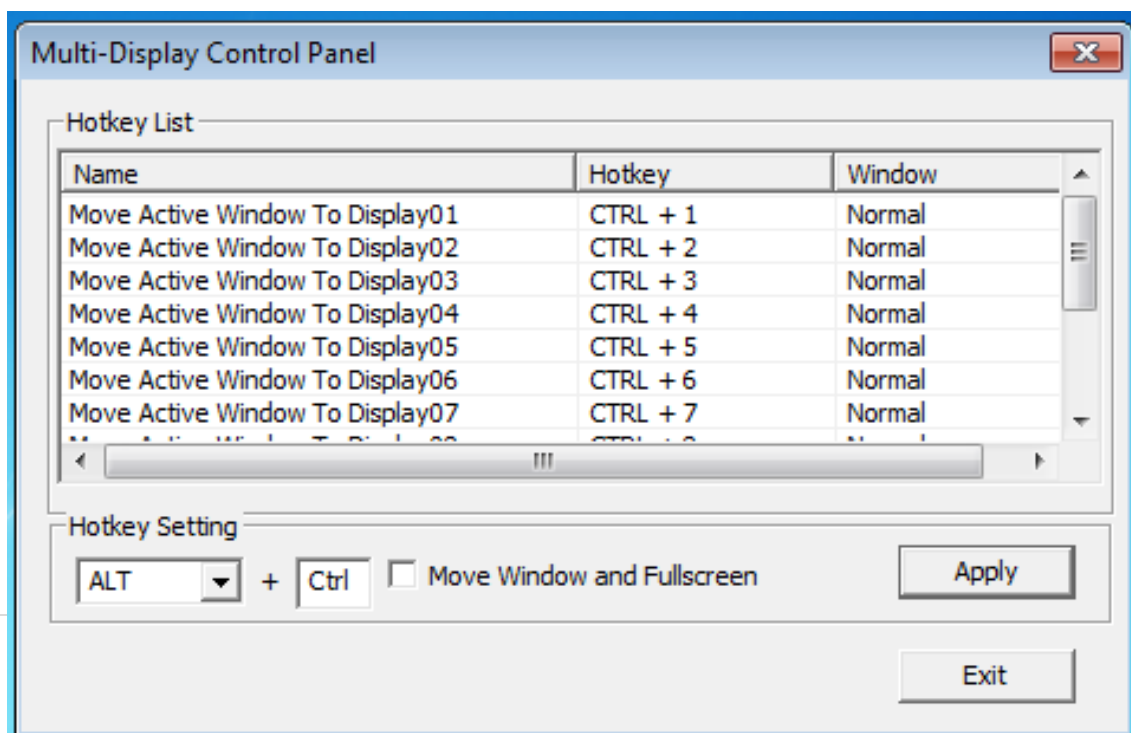 Multi-Display Control Panel
Hotkey List
Name Hotkey Window
Move Active Window To Display01 CTRL + 1 Normal
Move Active Window To Display02 CTRL + 2 Normal
Move Active Window To Display03 CTRL + 3 Normal
Move Active Window To Display04 CTRL + 4 Normal
Move Active Window To Display05 CTRL + 5 Normal
Move Active Window To Display06 CTRL + 6 Normal
Move Active Window To Display07 CTRL + 7 Normal
Hotkey Setting
ALT + Ctrl Move Window and Fullscreen Apply
Exit